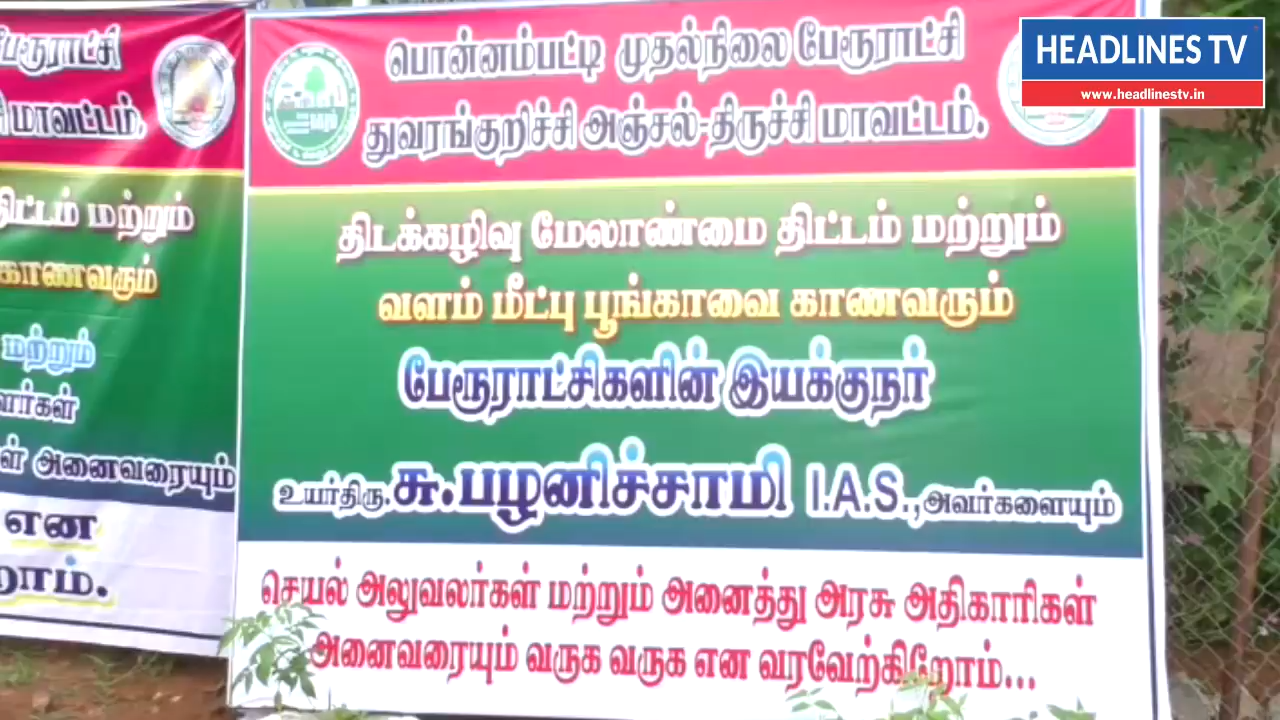 பேரூராட்சி
மாவட்டம்.
திட்டம் மற்றும்
காணவரும்
மற்றும்
அனைவரையும்
என
பொன்னம்பட்டி முதல்நிலை பேரூராட்சி
துவரங்குறிச்சி அஞ்சல்-திருச்சி மாவட்டம்.
திடக்கழிவு மேலாண்மை திட்டம் மற்றும்
வளம் மீட்பு பூங்காவை காணவரும்
பேரூராட்சிகளின் இயக்குநர்
உயர்திரு.சு.பழனிச்சாமி I.A.S.,அவர்களையும்
செயல் அலுவலர்கள் மற்றும் அனைத்து அரசு அதிகாரிகள்
அனைவரையும் வருக வருக என வரவேற்கிறோம்...
HEADLINES TV
www.headlinestv.in